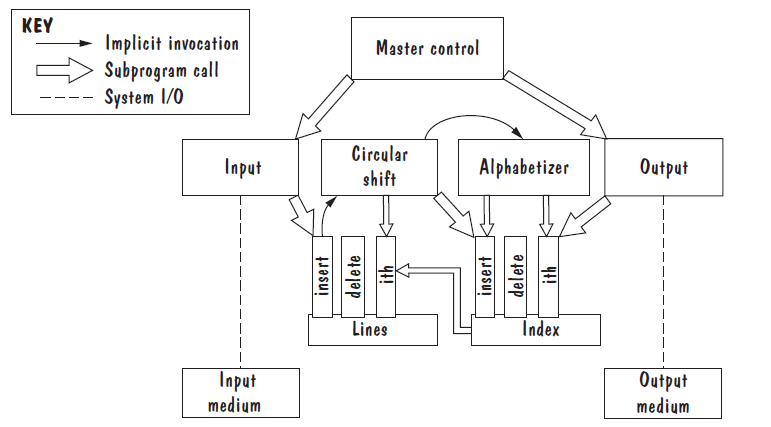 KEY
Implicit invocation
Subprogram call
System I/O
Master control
Input
Circular
shift
Alphabetizer
Output
insert
delete
ith
Lines
insert
delete
ith
Index
Input
medium
Output
medium